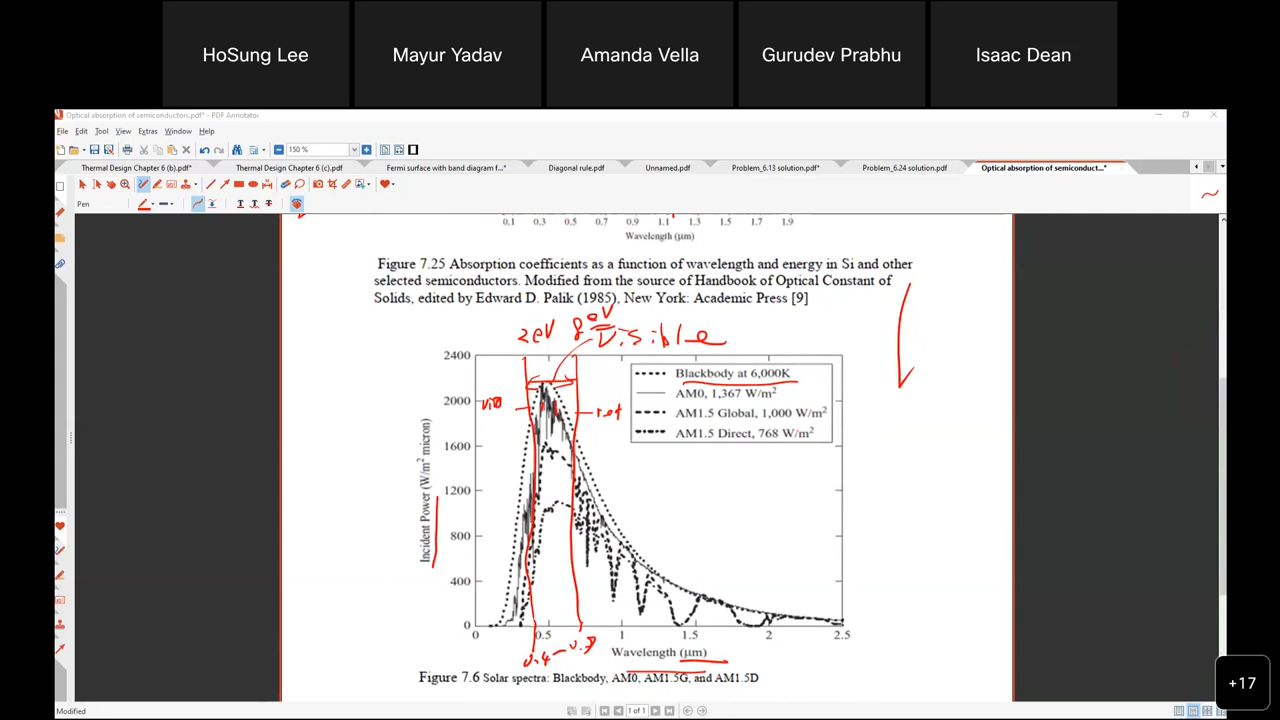 HoSung Lee
Mayur Yadav
Amanda Vella
Gurudev Prabhu
Isaac Dean
Optical absorption of semiconductors.pdf* - PDF Annotator
File Edit Tool View Extras Window Help
150 %
Thermal Design Chapter 6 (b).pdf*
Thermal Design Chapter 6 (c).pdf
Fermi surface with band diagram f...*
Diagonal rule.pdf
Unnamed.pdf
Problem_6.13 solution.pdf*
Problem_6.24 solution.pdf
Optical absorption of semiconduct...*
Pen
0.1 0.3 0.5 0.7 0.9 1.1 1.3 1.5 1.7 1.9
Wavelength (μm)
Figure 7.25 Absorption coefficients as a function of wavelength and energy in Si and other
selected semiconductors. Modified from the source of Handbook of Optical Constant of
Solids, edited by Edward D. Palik (1985), New York: Academic Press [9]
2eV eV
Visible
2400
2000
1600
1200
800
400
0
Incident Power (W/m² micron)
Blackbody at 6,000K
AM0, 1,367 W/m²
AM1.5 Global, 1,000 W/m²
AM1.5 Direct, 768 W/m²
0 0.5 1 1.5 2 2.5
0.4 –
Wavelength (μm)
Figure 7.6 Solar spectra: Blackbody, AM0, AM1.5G, and AM1.5D
+17
Modified
1 of 1